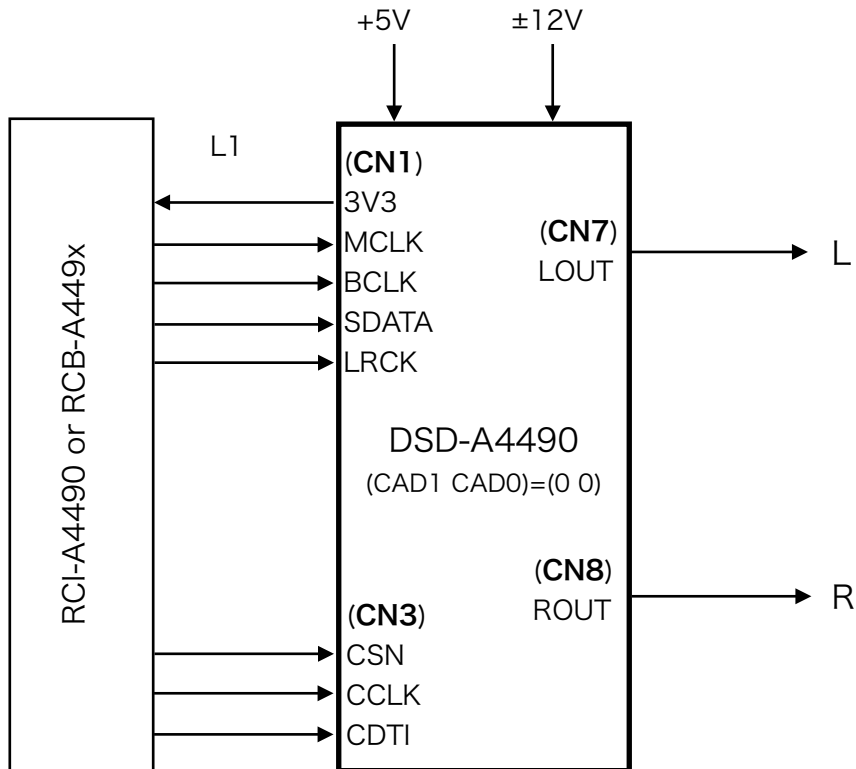 +5V
±12V
L1
(CN1)
3V3
MCLK
BCLK
SDATA
LRCK
(CN7)
LOUT
L
RCI-A4490 or RCB-A449x
DSD-A4490
(CAD1 CAD0)=(0 0)
(CN8)
ROUT
R
(CN3)
CSN
CCLK
CDTI